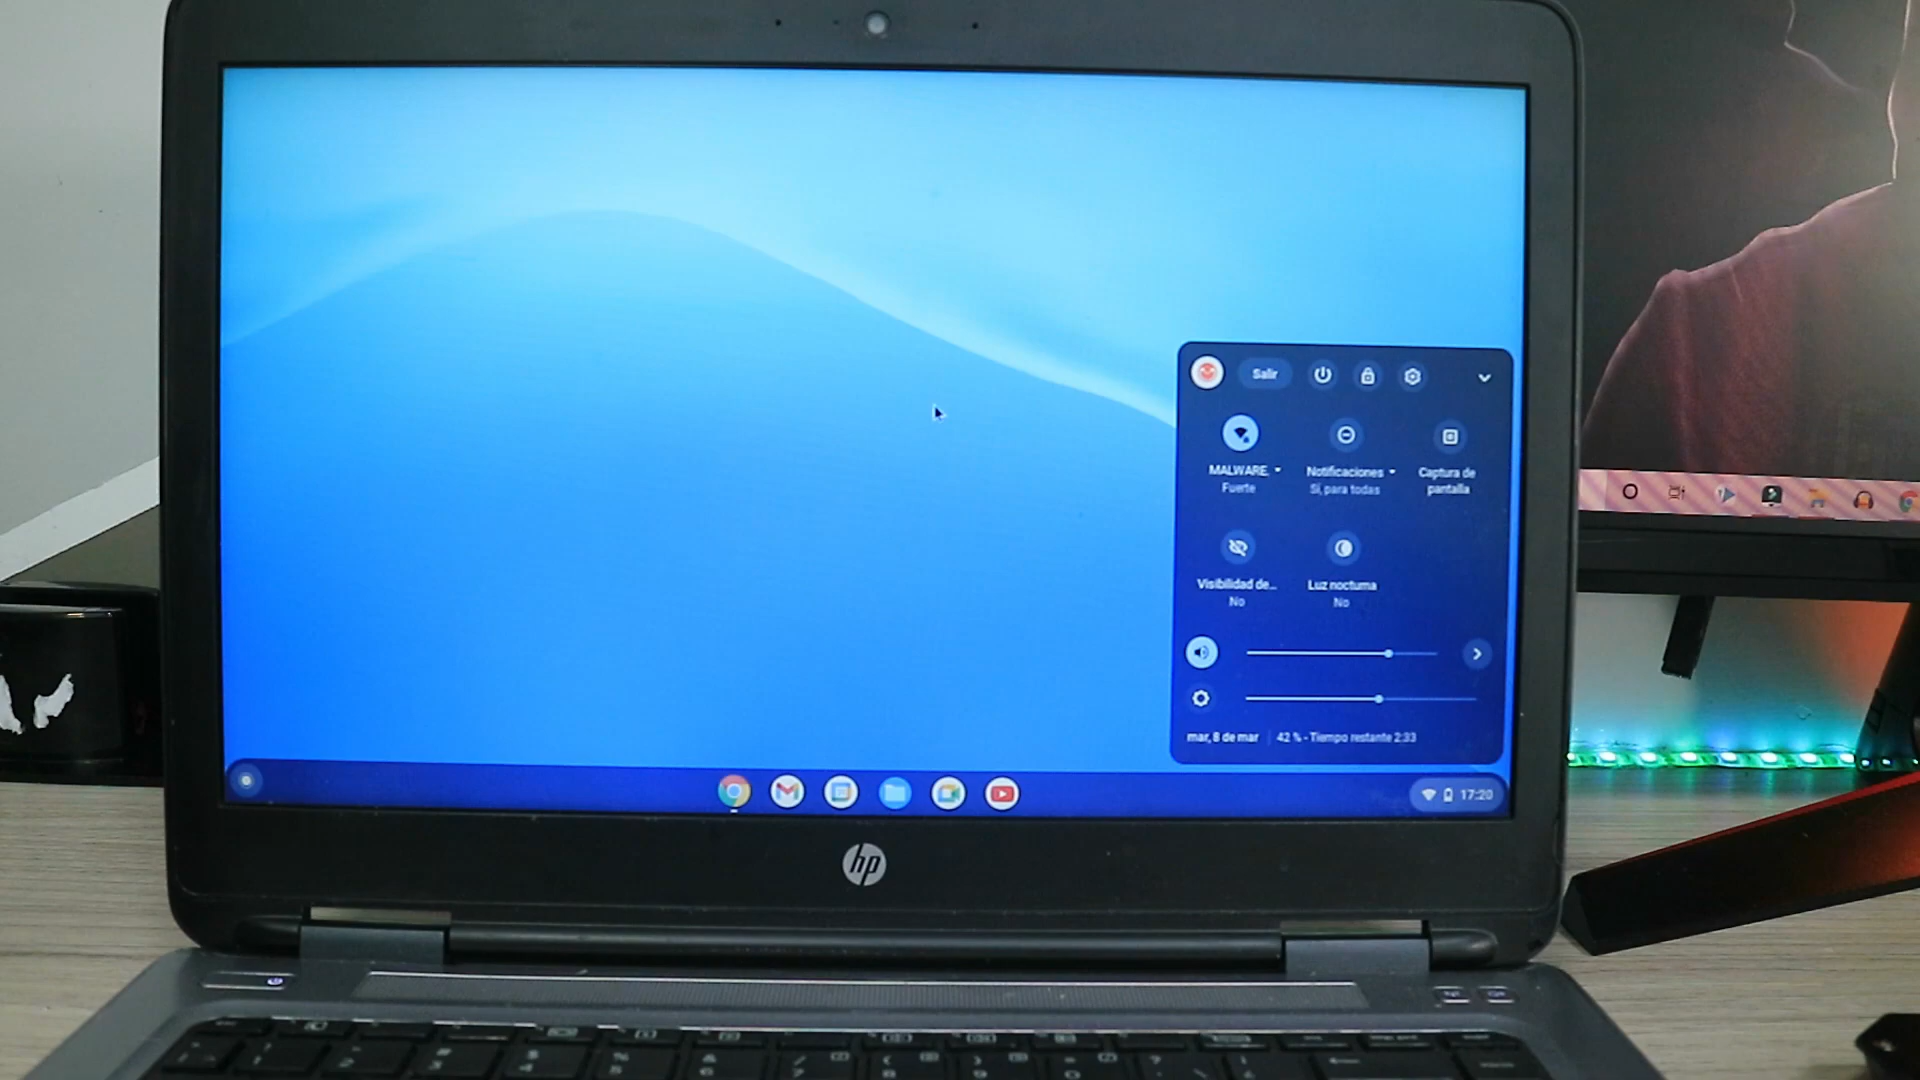 Salir
MALWARE.
Fuerte
Notificaciones
Sí, para todas
Captura de
pantalla
Visibilidad de...
No
Luz nocturna
No
mar, 8 de mar
42 % - Tiempo restante 2:33
17:20
hp